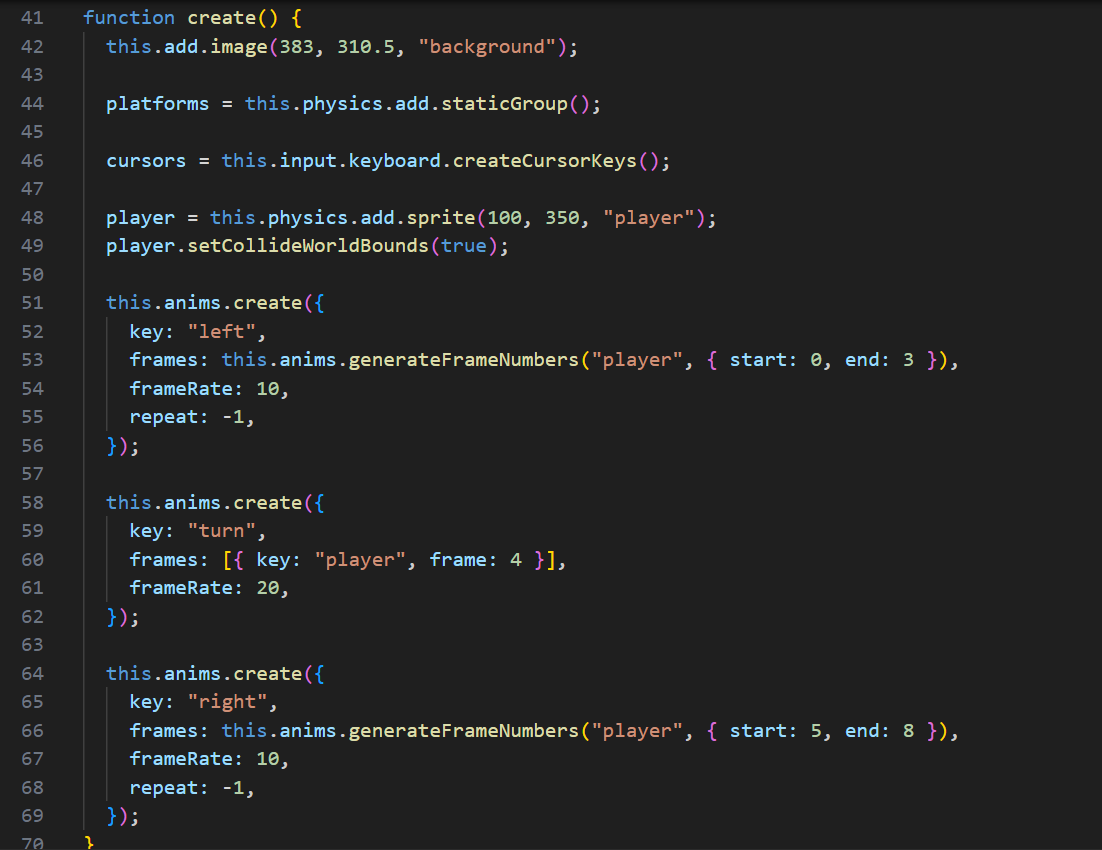 41 function create() {
42 this.add.image(383, 310.5, "background");
43
44 platforms = this.physics.add.staticGroup();
45
46 cursors = this.input.keyboard.createCursorKeys();
47
48 player = this.physics.add.sprite(100, 350, "player");
49 player.setCollideWorldBounds(true);
50
51 this.anims.create({
52 key: "left",
53 frames: this.anims.generateFrameNumbers("player", { start: 0, end: 3 }),
54 frameRate: 10,
55 repeat: -1,
56 });
57
58 this.anims.create({
59 key: "turn",
60 frames: [{ key: "player", frame: 4 }],
61 frameRate: 20,
62 });
63
64 this.anims.create({
65 key: "right",
66 frames: this.anims.generateFrameNumbers("player", { start: 5, end: 8 }),
67 frameRate: 10,
68 repeat: -1,
69 });
70 }